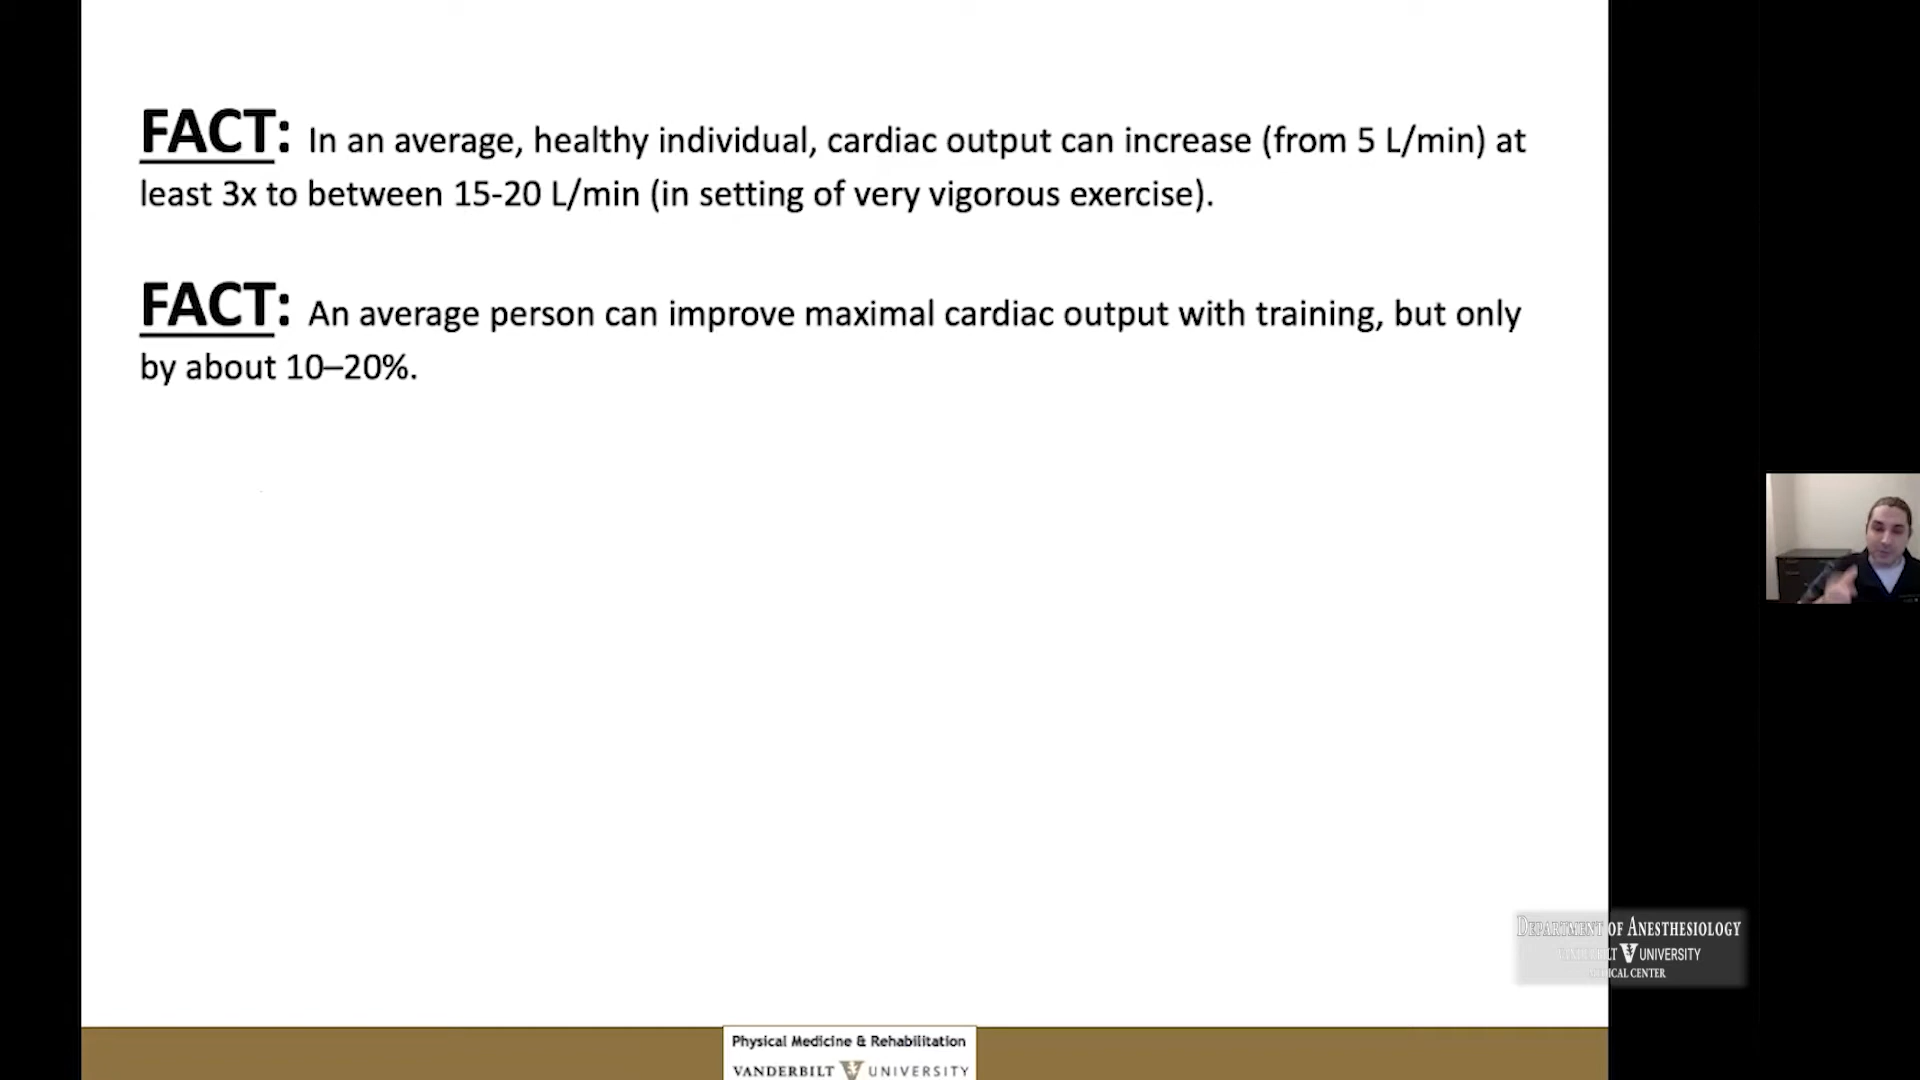 FACT: In an average, healthy individual, cardiac output can increase (from 5 L/min) at
least 3x to between 15-20 L/min (in setting of very vigorous exercise).
FACT: An average person can improve maximal cardiac output with training, but only
by about 10–20%.
DEPARTMENT OF ANESTHESIOLOGY
VANDERBILT UNIVERSITY
MEDICAL CENTER
Physical Medicine & Rehabilitation
VANDERBILT UNIVERSITY